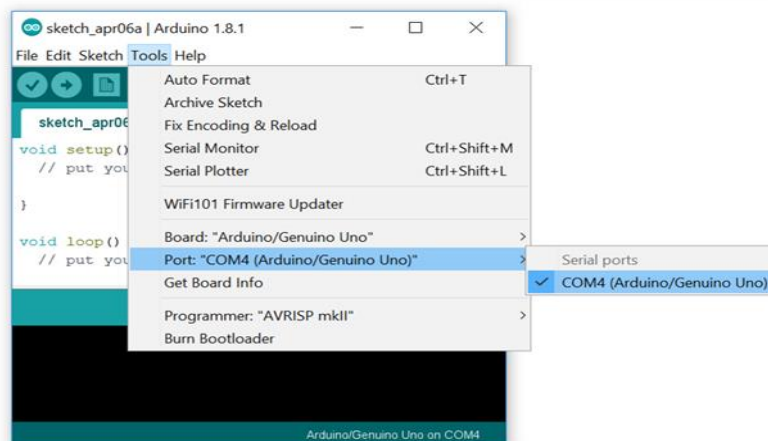 sketch_apr06a | Arduino 1.8.1
File Edit Sketch Tools Help
Auto Format Ctrl+T
Archive Sketch
sketch_apr06
Fix Encoding & Reload
void setup()
Serial Monitor Ctrl+Shift+M
// put you
Serial Plotter Ctrl+Shift+L
}
WiFi101 Firmware Updater
void loop()
Board: "Arduino/Genuino Uno"
// put you
Port: "COM4 (Arduino/Genuino Uno)"
Serial ports
Get Board Info
COM4 (Arduino/Genuino Uno)
Programmer: "AVRISP mkII"
Burn Bootloader
Arduino/Genuino Uno on COM4